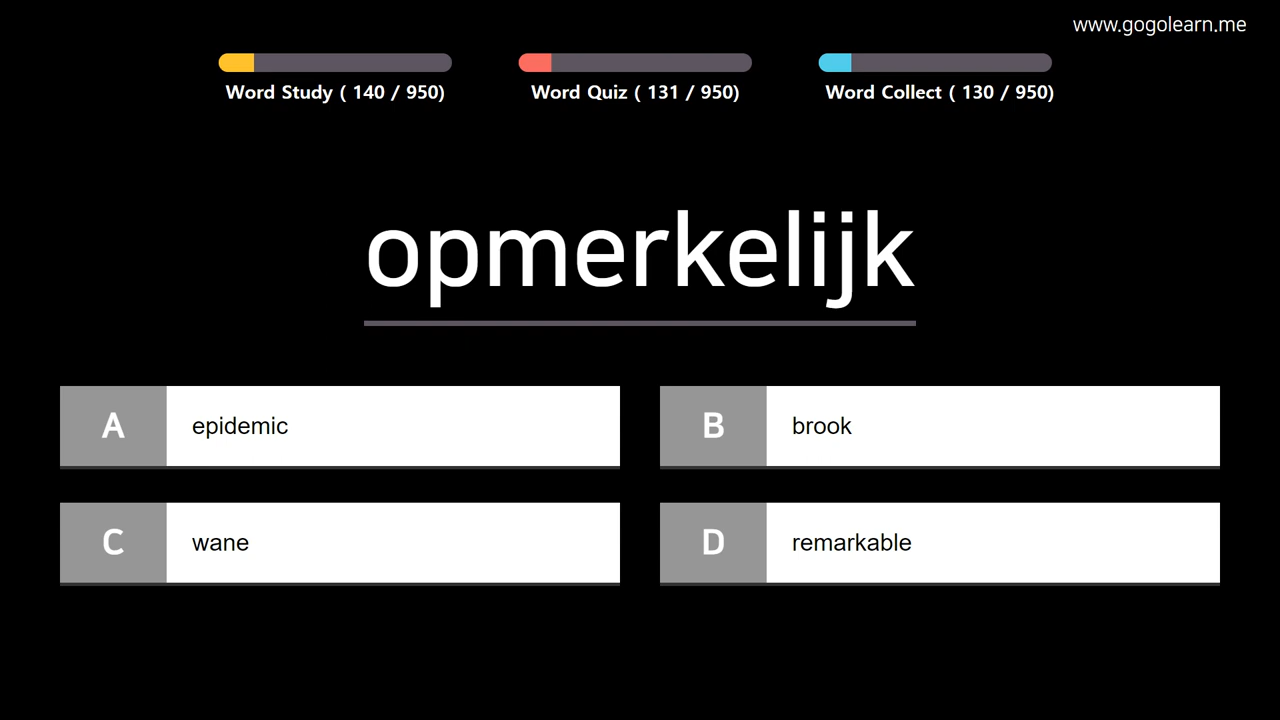 www.gogolearn.me
Word Study ( 140 / 950)
Word Quiz ( 131 / 950)
Word Collect ( 130 / 950)
opmerkelijk
A epidemic
B brook
C wane
D remarkable